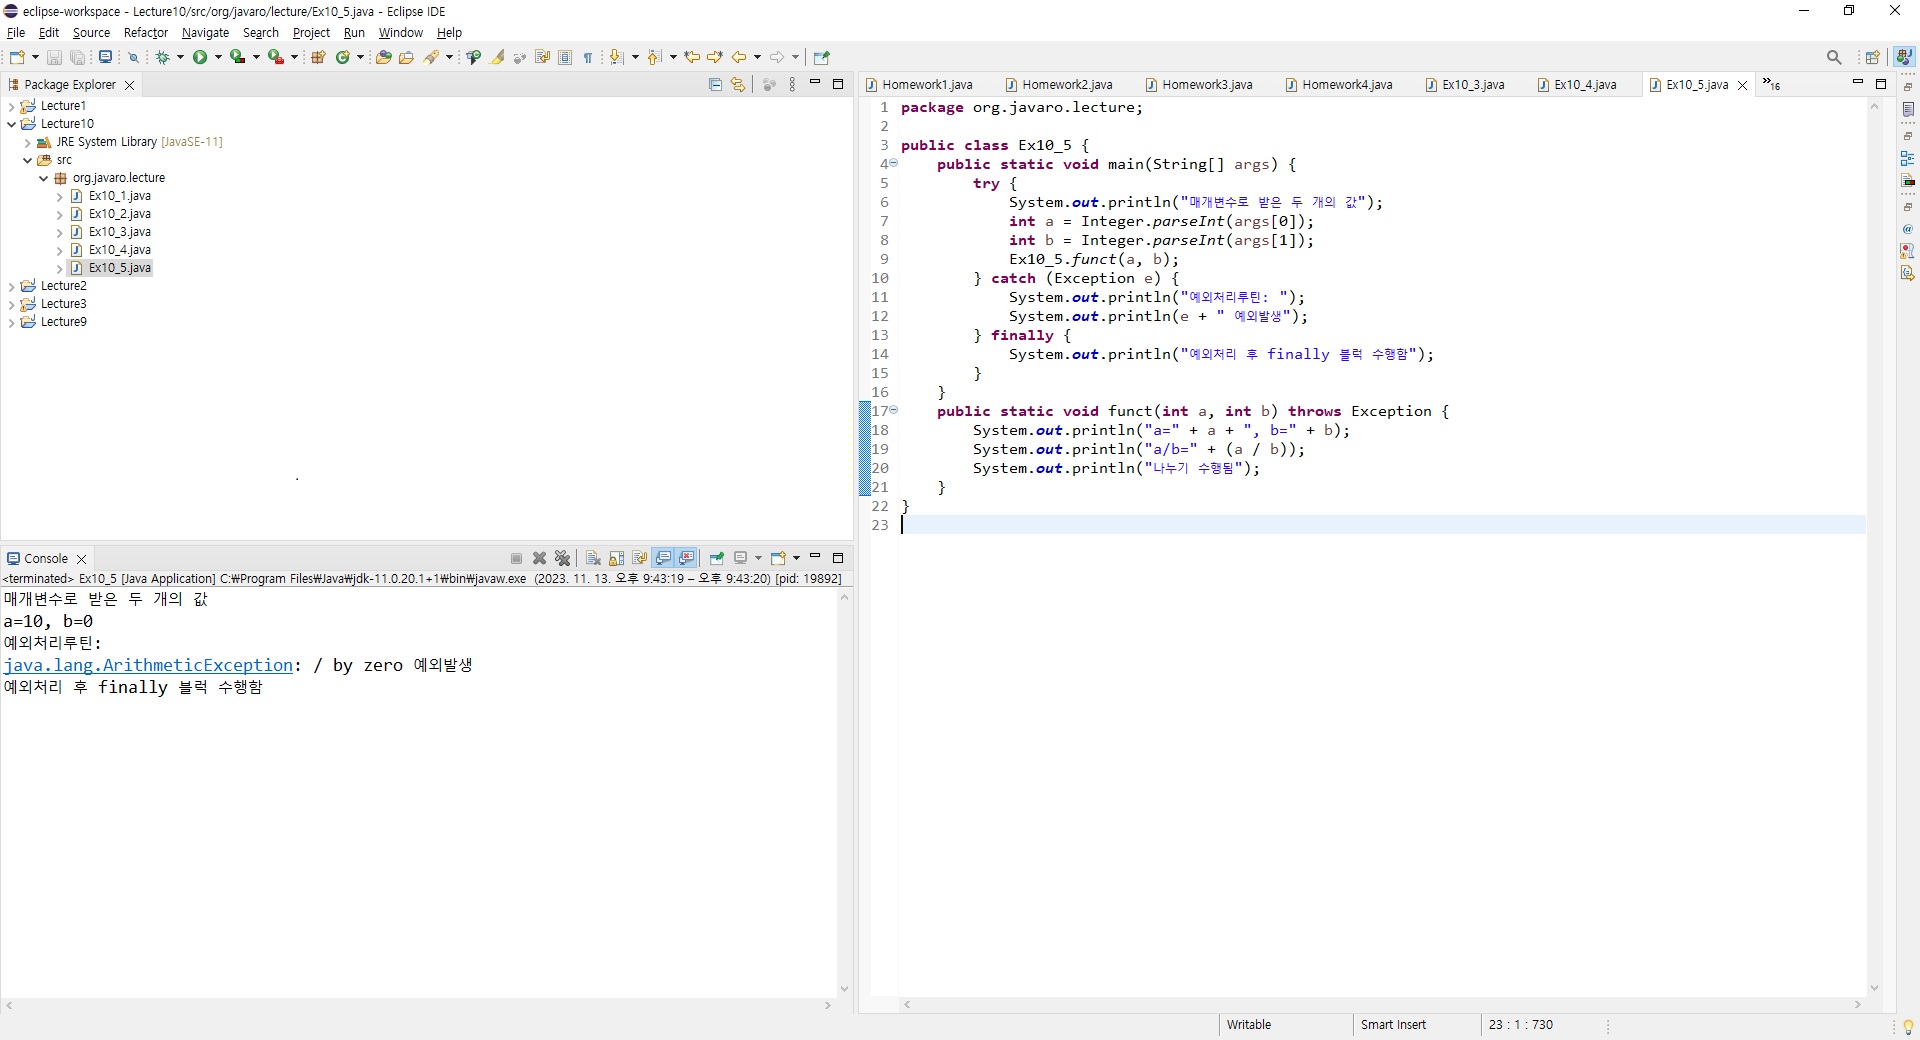 eclipse-workspace - Lecture10/src/org/javaro/lecture/Ex10_5.java - Eclipse IDE
File Edit Source Refactor Navigate Search Project Run Window Help
Package Explorer
Lecture1
Lecture10
JRE System Library [JavaSE-11]
src
org.javaro.lecture
Ex10_1.java
Ex10_2.java
Ex10_3.java
Ex10_4.java
Ex10_5.java
Lecture2
Lecture3
Lecture9
Console
<terminated> Ex10_5 [Java Application] C:₩Program Files₩Java₩jdk-11.0.20.1+1₩bin₩javaw.exe (2023. 11. 13. 오후 9:43:19 – 오후 9:43:20) [pid: 19892]
매개변수로 받은 두 개의 값
a=10, b=0
예외처리루틴:
java.lang.ArithmeticException: / by zero 예외발생
예외처리 후 finally 블럭 수행함
Homework1.java Homework2.java Homework3.java Homework4.java Ex10_3.java Ex10_4.java Ex10_5.java »16
1 package org.javaro.lecture;
2
3 public class Ex10_5 {
4 public static void main(String[] args) {
5 try {
6 System.out.println("매개변수로 받은 두 개의 값");
7 int a = Integer.parseInt(args[0]);
8 int b = Integer.parseInt(args[1]);
9 Ex10_5.funct(a, b);
10 } catch (Exception e) {
11 System.out.println("예외처리루틴: ");
12 System.out.println(e + " 예외발생");
13 } finally {
14 System.out.println("예외처리 후 finally 블럭 수행함");
15 }
16 }
17 public static void funct(int a, int b) throws Exception {
18 System.out.println("a=" + a + ", b=" + b);
19 System.out.println("a/b=" + (a / b));
20 System.out.println("나누기 수행됨");
21 }
22 }
23
Writable Smart Insert 23 : 1 : 730